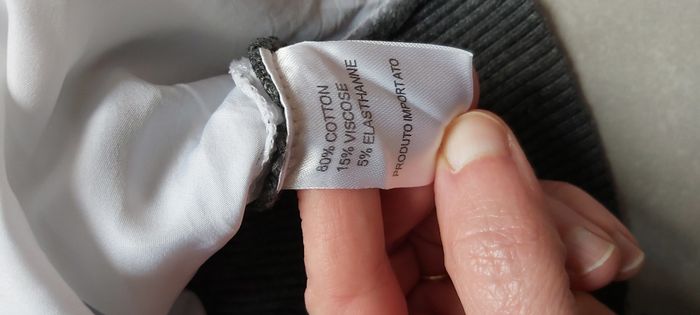 80% COTTON
15% VISCOSE
5% ELASTHANNE
PRODUTO IMPORTATO